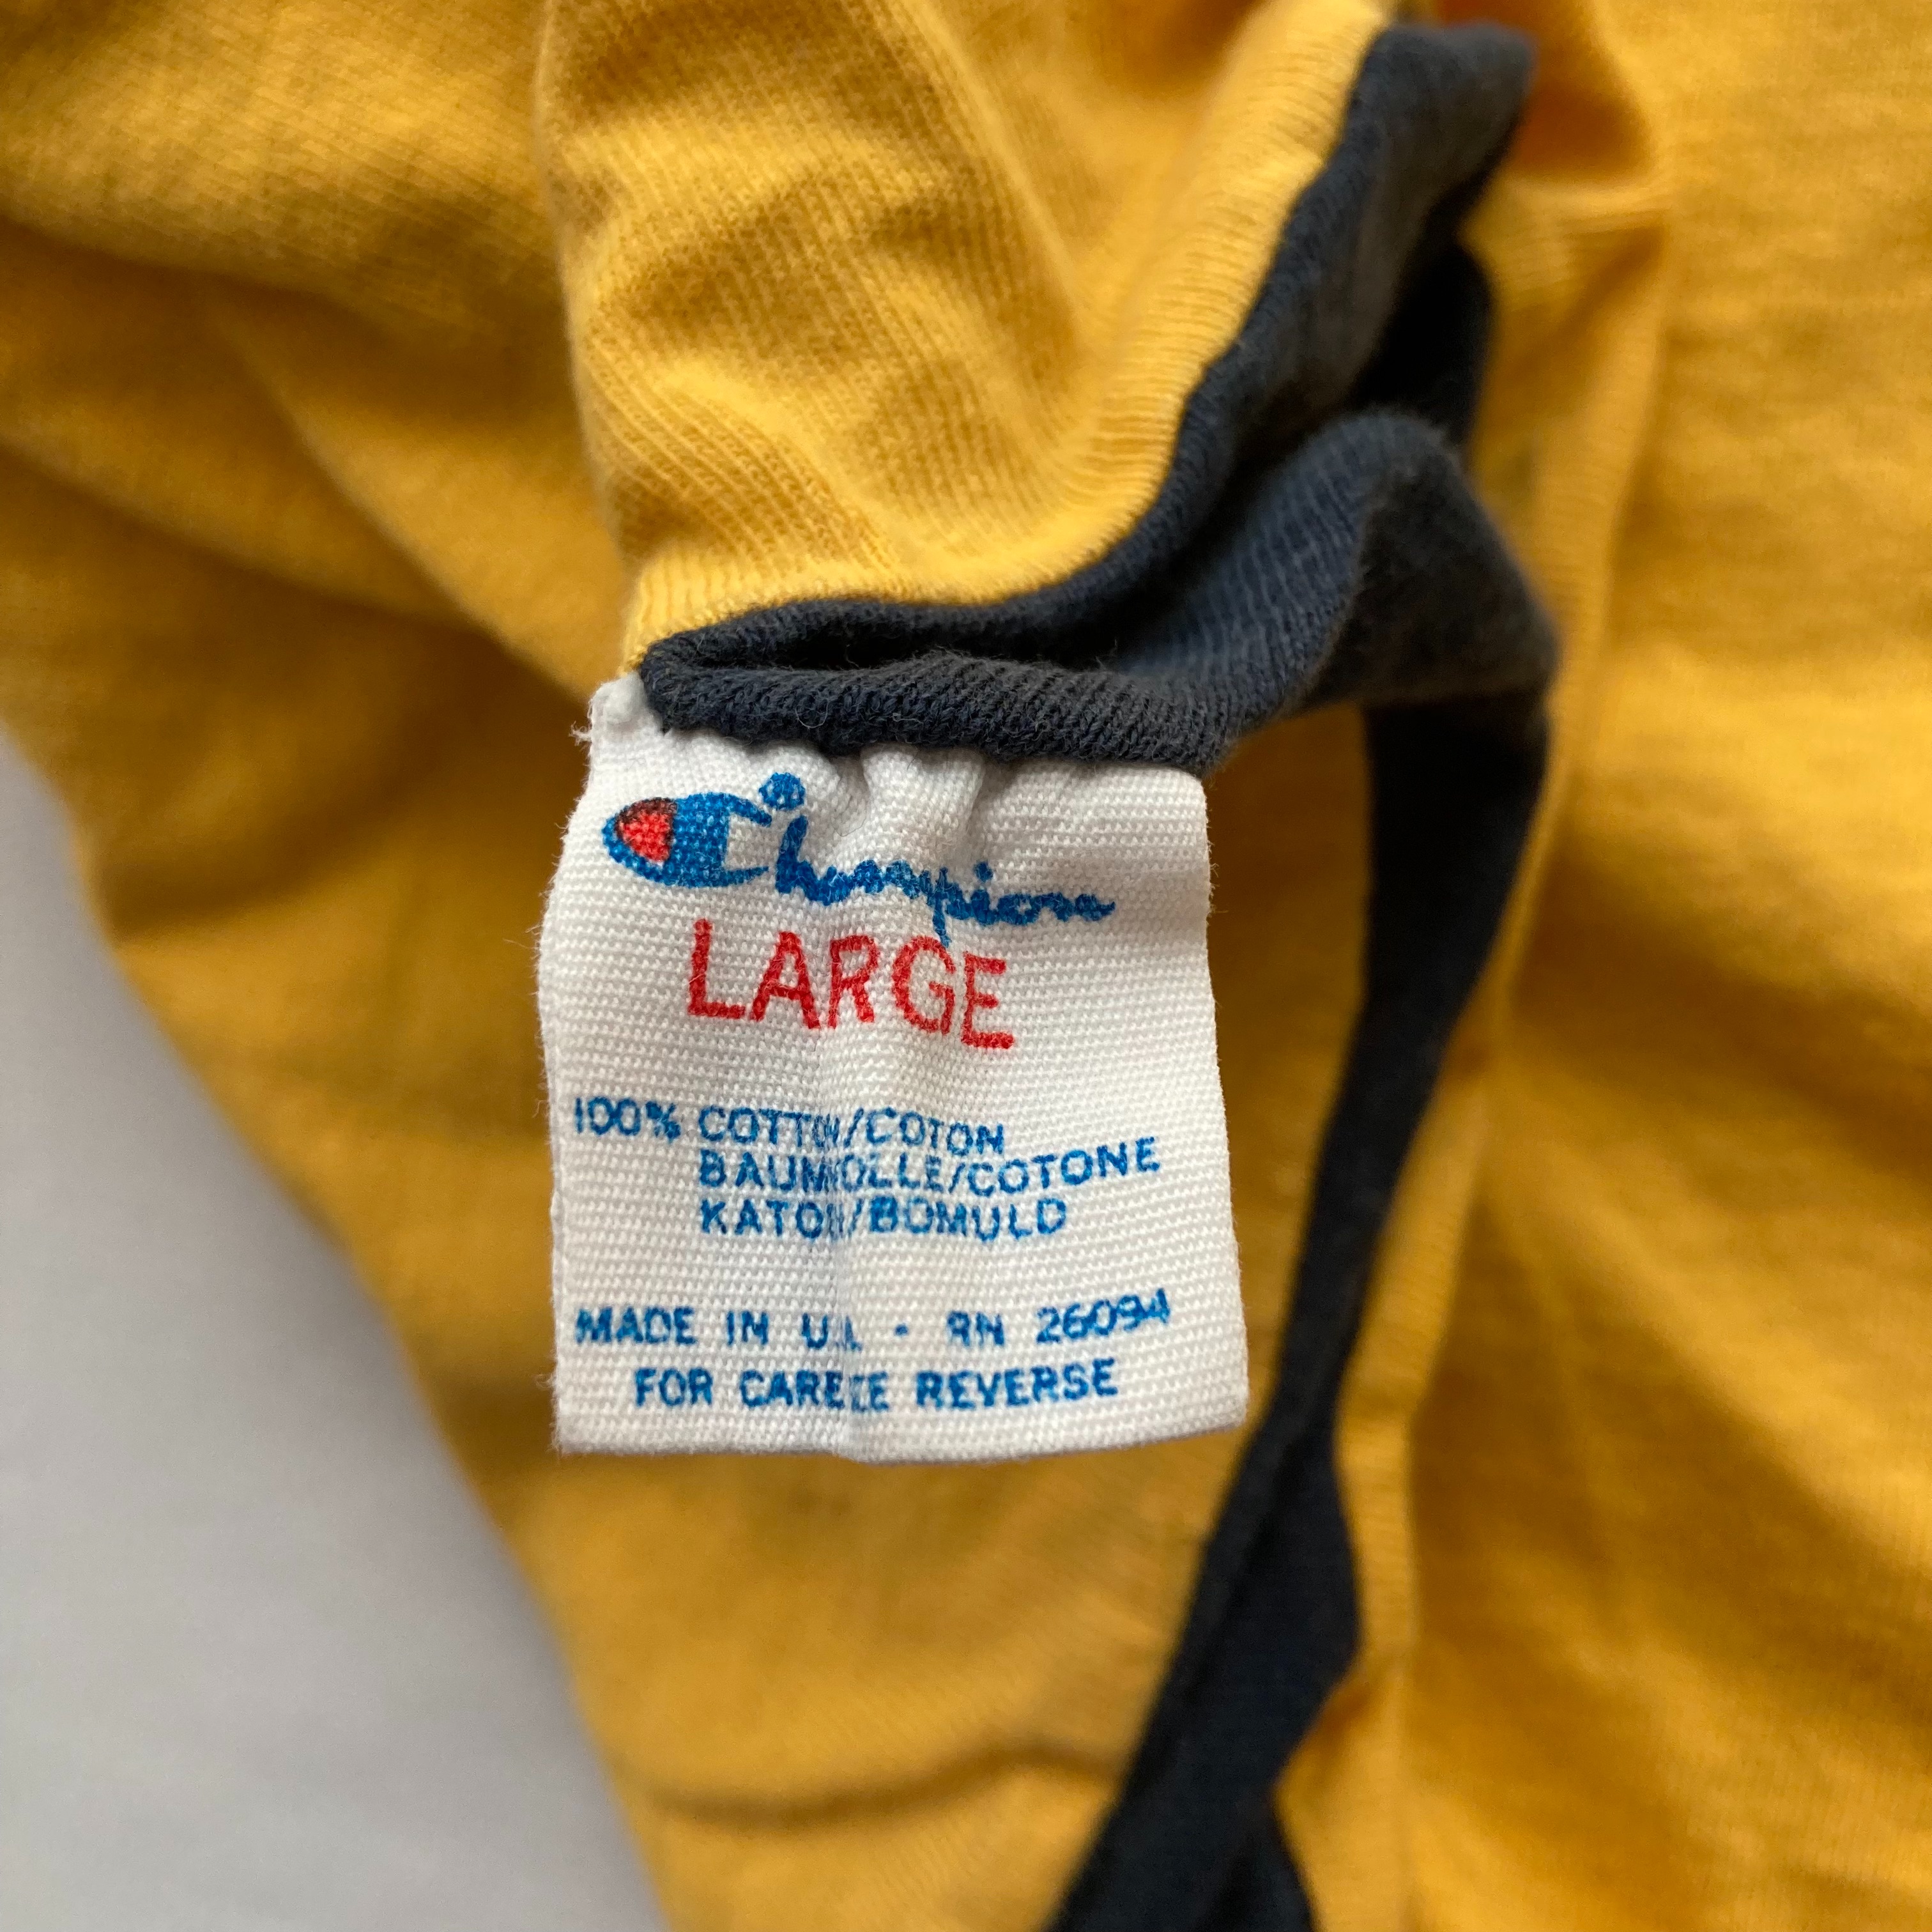 Champion
LARGE
100% COTTON/COTON
BAUMWOLLE/COTONE
KATOEN/BOMULD
MADE IN U.S.A. - RN 26094
FOR CARE SEE REVERSE